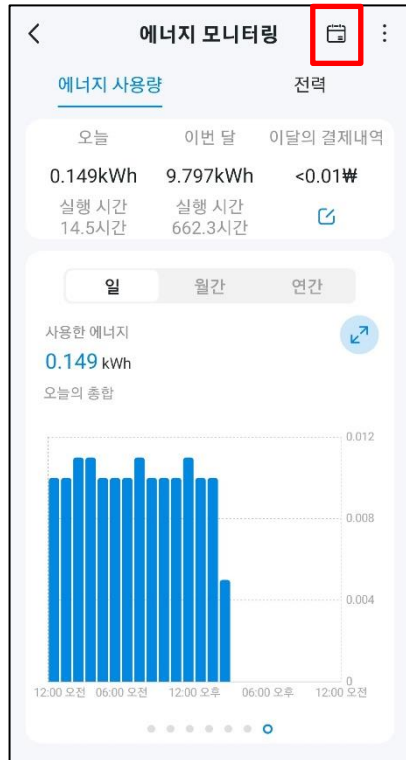 에너지 모니터링
에너지 사용량 전력
오늘 이번 달 이달의 결제내역
0.149kWh 9.797kWh <0.01₩
실행 시간 실행 시간
14.5시간 662.3시간
일 월간 연간
사용한 에너지
0.149 kWh
오늘의 총합
0.012
0.008
0.004
0
12:00 오전 06:00 오전 12:00 오후 06:00 오후 12:00 오전